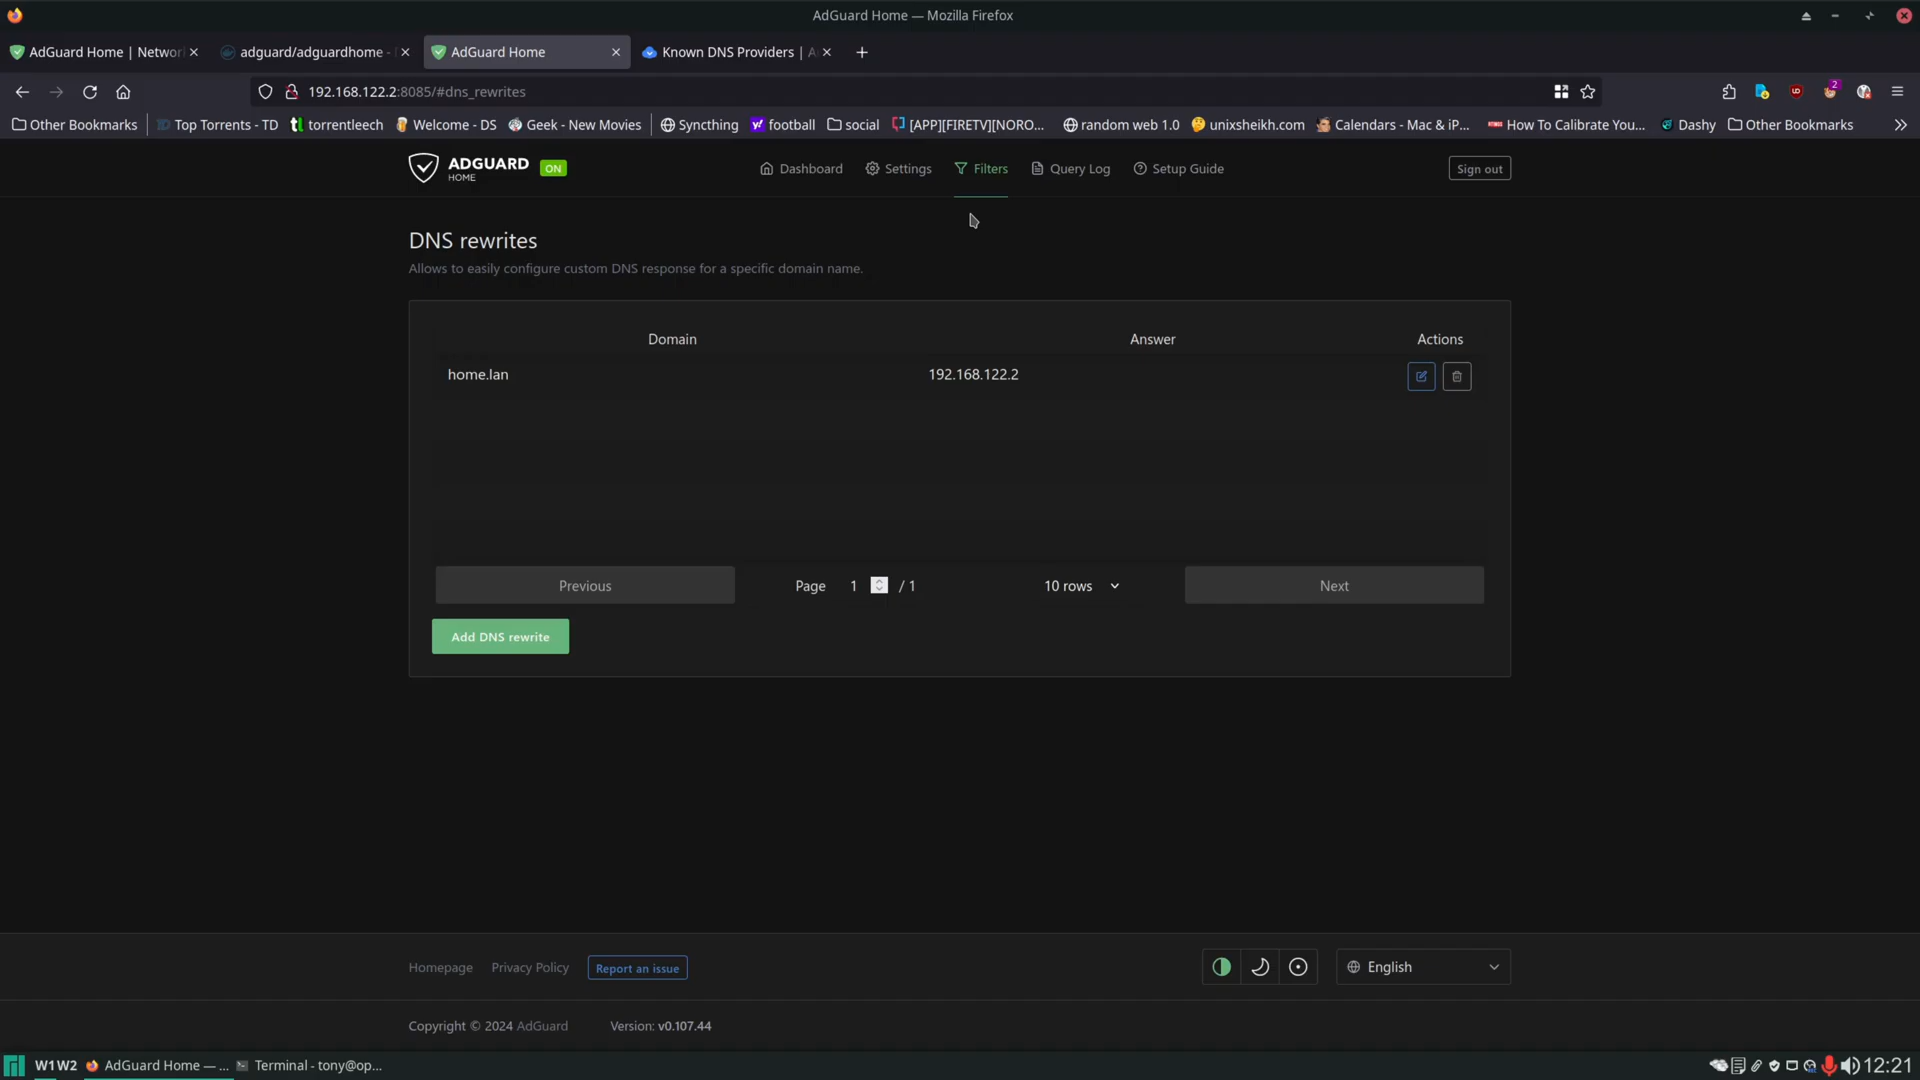 AdGuard Home — Mozilla Firefox
AdGuard Home | Networ
adguard/adguardhome -
AdGuard Home
Known DNS Providers | A
192.168.122.2:8085/#dns_rewrites
2
Other Bookmarks
Top Torrents - TD
torrentleech
Welcome - DS
Geek - New Movies
Syncthing
football
social
[APP][FIRETV][NORO...
random web 1.0
unixsheikh.com
Calendars - Mac & iP...
How To Calibrate You...
Dashy
Other Bookmarks
ADGUARD
HOME
ON
Dashboard
Settings
Filters
Query Log
Setup Guide
Sign out
DNS rewrites
Allows to easily configure custom DNS response for a specific domain name.
Domain
Answer
Actions
home.lan
192.168.122.2
Previous
Page 1 / 1
10 rows
Next
Add DNS rewrite
Homepage
Privacy Policy
Report an issue
English
Copyright © 2024 AdGuard
Version: v0.107.44
W1W2
AdGuard Home — ...
Terminal - tony@op...
12:21